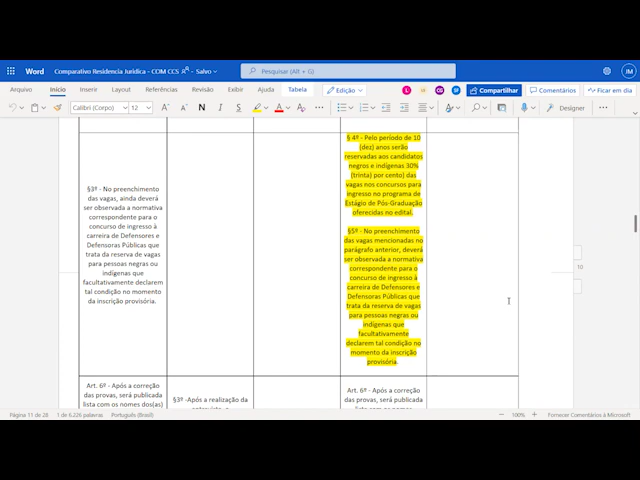 Word Comparativo Residencia Jurídica - COM CCS - Salvo Pesquisar (Alt + G) IM
Arquivo Início Inserir Layout Referências Revisão Exibir Ajuda Tabela Edição L CG SF Compartilhar Comentários Ficar em dia
Calibri (Corpo) 12 A A N I S A Designer
§3º - No preenchimento
das vagas, ainda deverá
ser observada a normativa
correspondente para o
concurso de ingresso à
carreira de Defensores e
Defensoras Públicas que
trata da reserva de vagas
para pessoas negras ou
indígenas que
facultativamente declarem
tal condição no momento
da inscrição provisória.
§ 4º - Pelo período de 10
(dez) anos serão
reservadas aos candidatos
negros e indígenas 30%
(trinta) por cento) das
vagas nos concursos para
ingresso no programa de
Estágio de Pós-Graduação
oferecidas no edital.
§5º - No preenchimento
das vagas mencionadas no
parágrafo anterior, deverá
ser observada a normativa
correspondente para o
concurso de ingresso à
carreira de Defensores e
Defensoras Públicas que
trata da reserva de vagas
para pessoas negras ou
indígenas que
facultativamente
declarem tal condição no
momento da inscrição
provisória.
10
Art. 6º - Após a correção
das provas, será publicada
lista com os nomes dos(as)
§3º -Após a realização da
Art. 6º - Após a correção
das provas, será publicada
lista com os nomes
Página 11 de 28 1 de 6.226 palavras Português (Brasil) 100% Fornecer Comentários à Microsoft